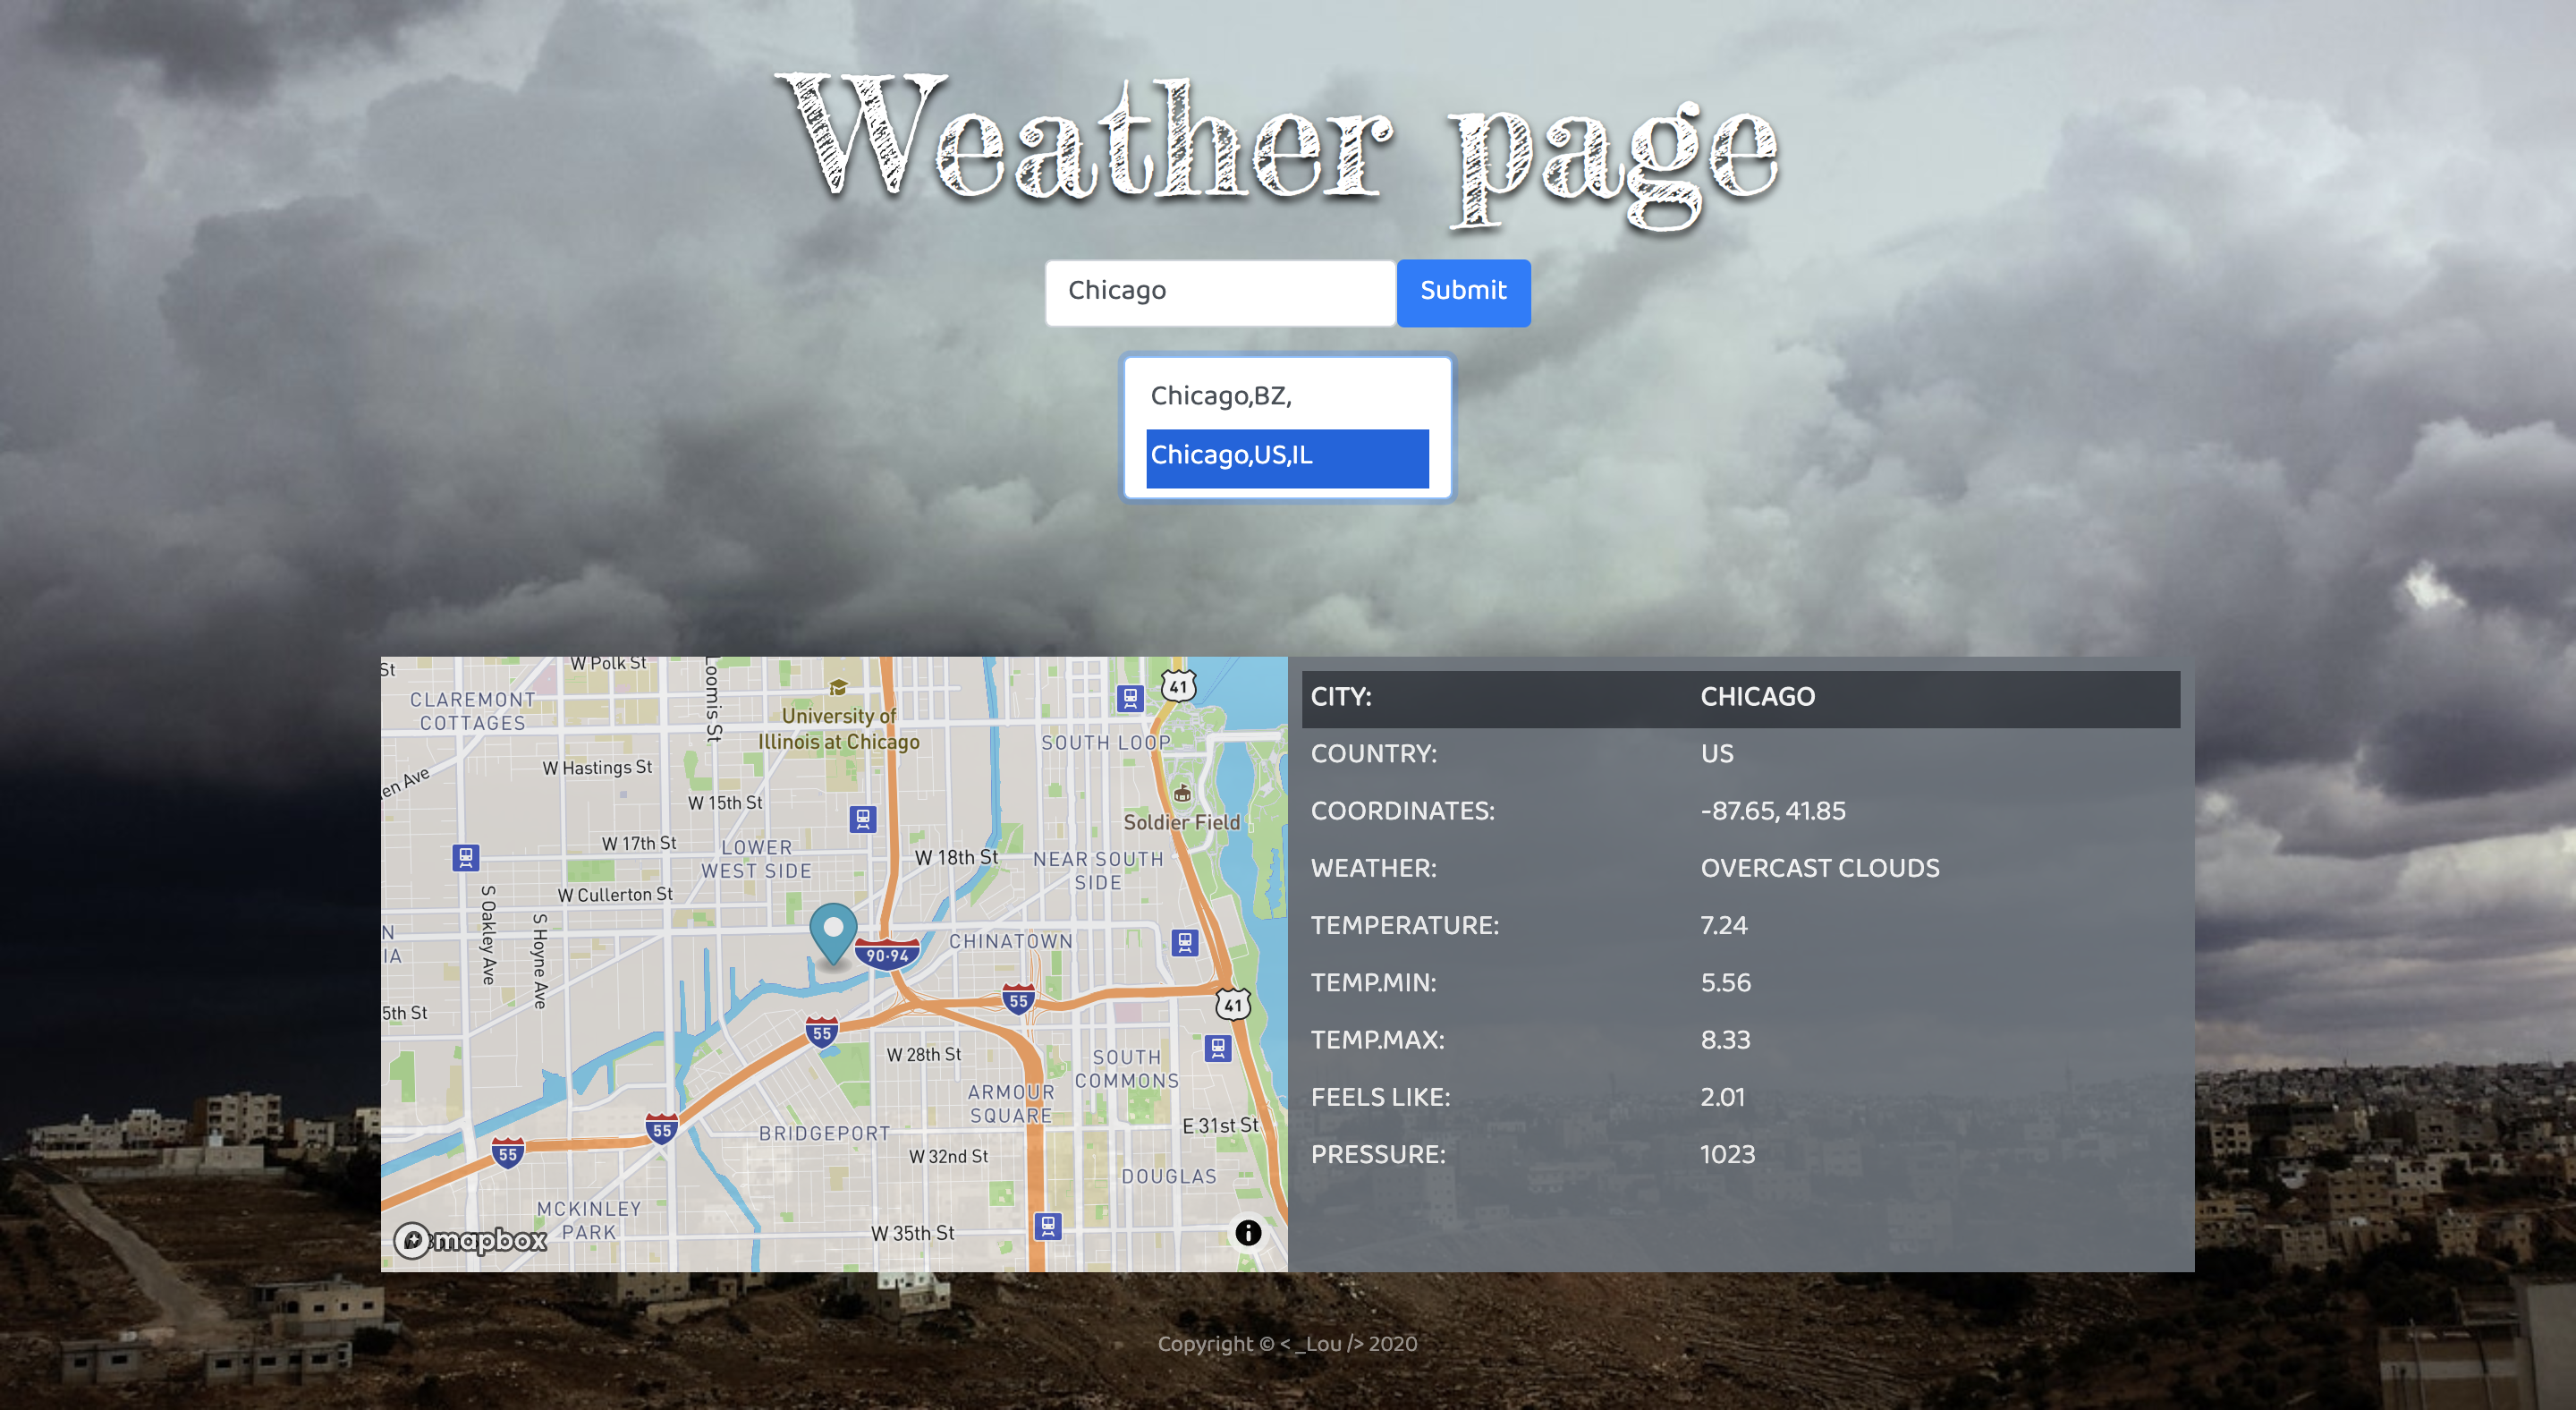 Weather page
Chicago
Submit
Chicago,BZ,
Chicago,US,IL
St
W Polk St
Loomis St
CLAREMONT
COTTAGES
University of
Illinois at Chicago
41
SOUTH LOOP
W Hastings St
en Ave
W 15th St
Soldier Field
W 17th St
LOWER
WEST SIDE
W 18th St
NEAR SOUTH
SIDE
W Cullerton St
S Oakley Ave
S Hoyne Ave
N
IA
CHINATOWN
90-94
55
41
5th St
55
W 28th St
SOUTH
COMMONS
ARMOUR
SQUARE
55
BRIDGEPORT
E 31st St
55
W 32nd St
DOUGLAS
MCKINLEY
PARK
W 35th St
mapbox
CITY: CHICAGO
COUNTRY: US
COORDINATES: -87.65, 41.85
WEATHER: OVERCAST CLOUDS
TEMPERATURE: 7.24
TEMP.MIN: 5.56
TEMP.MAX: 8.33
FEELS LIKE: 2.01
PRESSURE: 1023
Copyright © < _Lou /> 2020